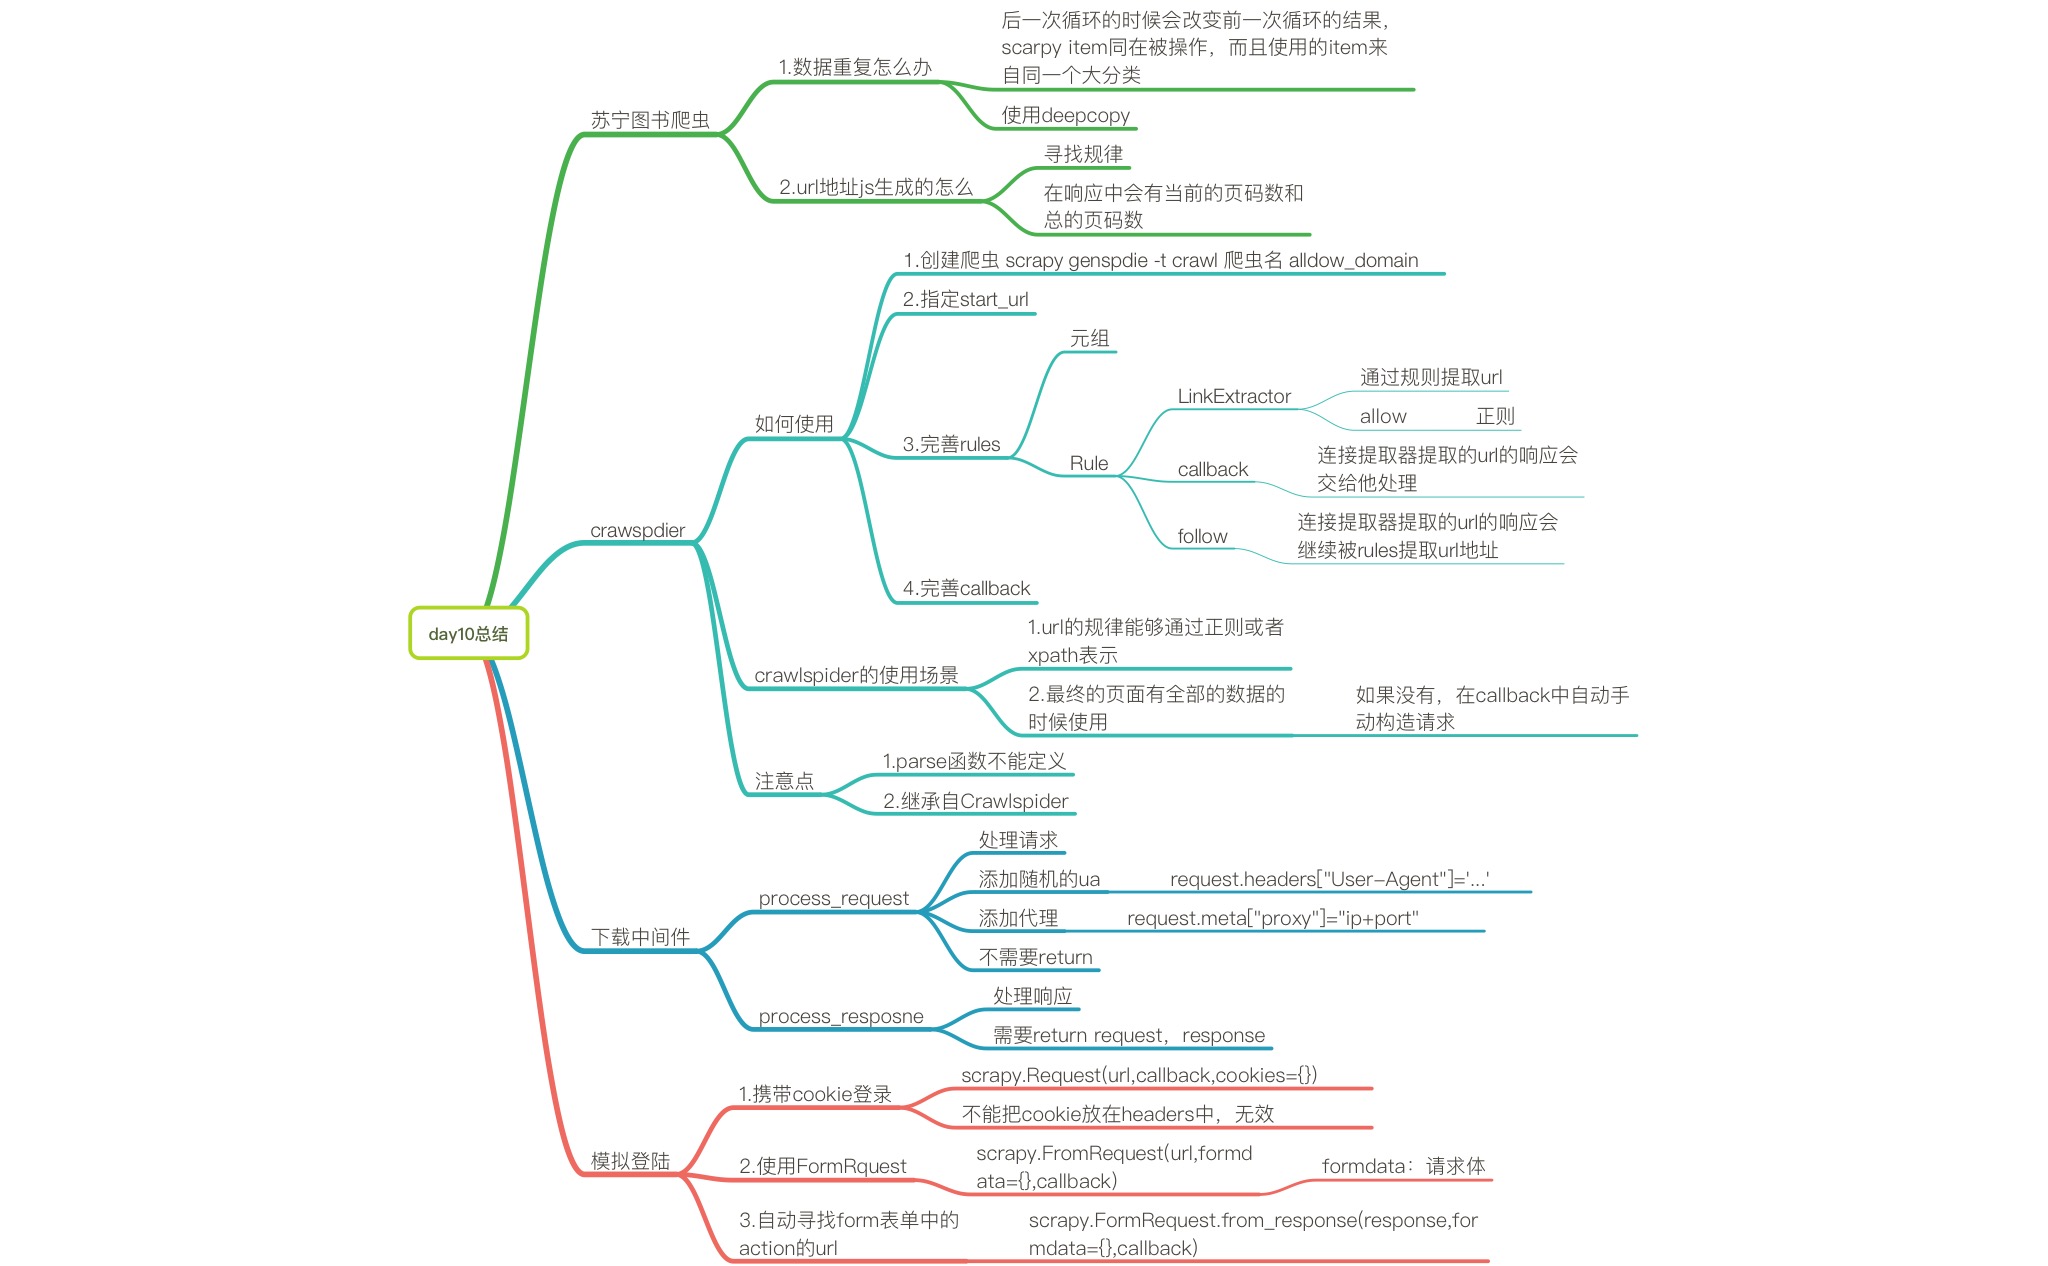 后一次循环的时候会改变前一次循环的结果，
scarpy item同在被操作，而且使用的item来
自同一个大分类
1.数据重复怎么办
使用deepcopy
苏宁图书爬虫
寻找规律
2.url地址js生成的怎么
在响应中会有当前的页码数和
总的页码数
1.创建爬虫 scrapy genspdie -t crawl 爬虫名 alldow_domain
2.指定start_url
元组
通过规则提取url
LinkExtractor
allow 正则
如何使用
3.完善rules
Rule
callback
连接提取器提取的url的响应会
交给他处理
follow
连接提取器提取的url的响应会
继续被rules提取url地址
crawspdier
4.完善callback
day10总结
1.url的规律能够通过正则或者
xpath表示
crawlspider的使用场景
2.最终的页面有全部的数据的
时候使用
如果没有，在callback中自动手
动构造请求
1.parse函数不能定义
注意点
2.继承自Crawlspider
处理请求
添加随机的ua request.headers["User-Agent"]='...'
process_request
添加代理 request.meta["proxy"]="ip+port"
下载中间件
不需要return
处理响应
process_resposne
需要return request，response
scrapy.Request(url,callback,cookies={})
1.携带cookie登录
不能把cookie放在headers中，无效
模拟登陆
2.使用FormRquest
scrapy.FromRequest(url,formd
ata={},callback)
formdata：请求体
3.自动寻找form表单中的
action的url
scrapy.FormRequest.from_response(response,for
mdata={},callback)